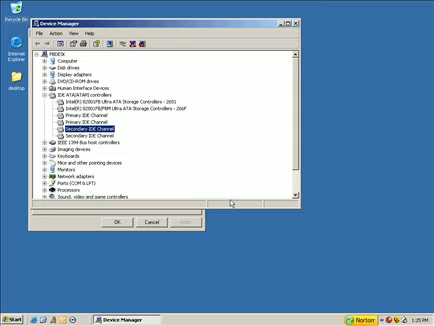 Recycle Bin
Internet Explorer
desktop
Device Manager
File Action View Help
PBDESK
Computer
Disk drives
Display adapters
DVD/CD-ROM drives
Human Interface Devices
IDE ATA/ATAPI controllers
Intel(R) 82801FB Ultra ATA Storage Controllers - 2651
Intel(R) 82801FB/FBM Ultra ATA Storage Controllers - 266F
Primary IDE Channel
Primary IDE Channel
Secondary IDE Channel
Secondary IDE Channel
IEEE 1394 Bus host controllers
Imaging devices
Keyboards
Mice and other pointing devices
Monitors
Network adapters
Ports (COM & LPT)
Processors
Sound, video and game controllers
OK Cancel Apply
Start Device Manager Norton 1:25 PM